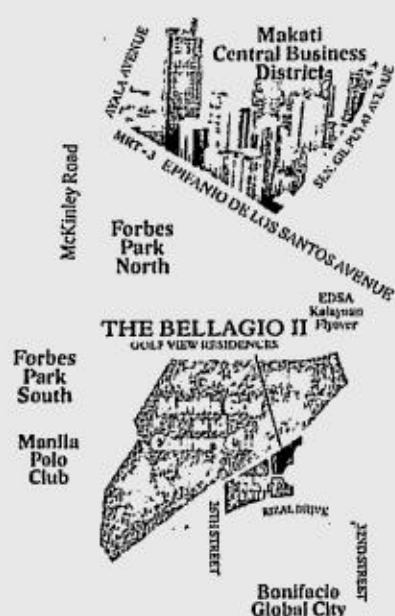 Makati
Central Business
District
AYALA AVENUE
SEN. GIL PUYAT AVENUE
MRT-3
EPIFANIO DE LOS SANTOS AVENUE
McKinley Road
Forbes
Park
North
EDSA
Kalayaan
Flyover
THE BELLAGIO II
GOLF VIEW RESIDENCES
Forbes
Park
South
Manila
Polo
Club
26TH STREET
RIZAL DRIVE
32ND STREET
Bonifacio
Global City